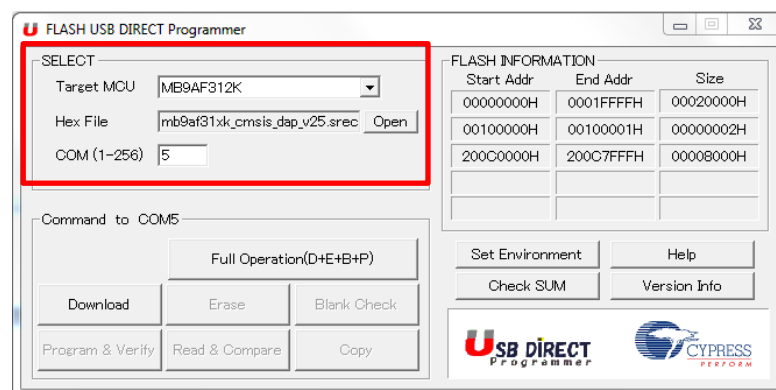 FLASH USB DIRECT Programmer
SELECT
Target MCU MB9AF312K
Hex File mb9af31xk_cmsis_dap_v25.srec Open
COM (1-256) 5
FLASH INFORMATION
Start Addr End Addr Size
00000000H 0001FFFFH 00020000H
00100000H 00100001H 00000002H
200C0000H 200C7FFFH 00008000H
Command to COM5
Full Operation(D+E+B+P)
Download Erase Blank Check
Program & Verify Read & Compare Copy
Set Environment Help
Check SUM Version Info
USB DIRECT
Programmer
CYPRESS
PERFORM